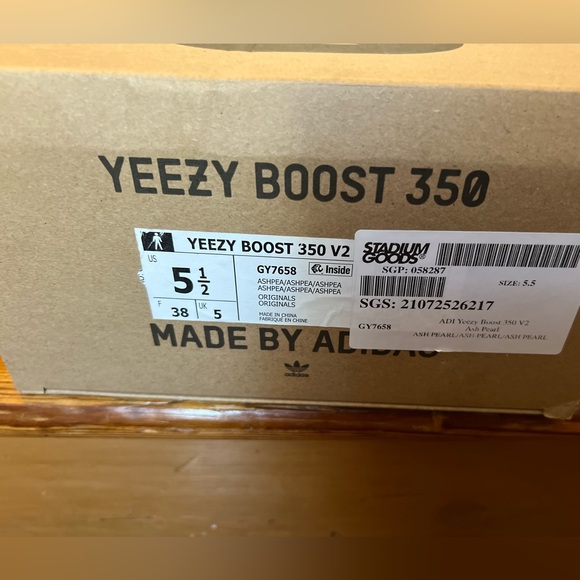 YEEZY BOOST 350
YEEZY BOOST 350 V2
US
5 1/2
F
38
UK
5
GY7658
Inside
ASHPEA/ASHPEA/ASHPEA
ASHPEA/ASHPEA/ASHPEA
ORIGINALS
ORIGINALS
MADE IN CHINA
FABRIQUE EN CHINE
STADIUM
GOODS®
SGP: 058287
SIZE: 5.5
SGS: 21072526217
GY7658
ADI Yeezy Boost 350 V2
Ash Pearl
ASH PEARL/ASH PEARL/ASH PEARL
MADE BY ADIDAS
adidas